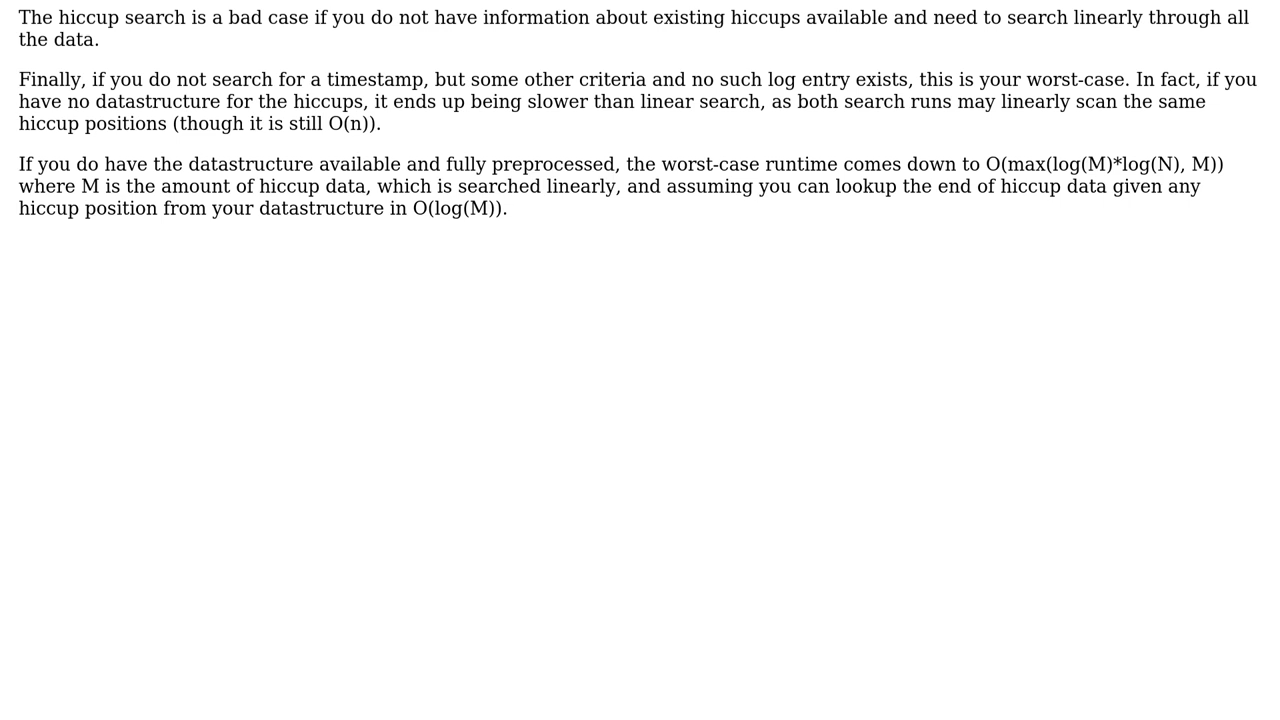 The hiccup search is a bad case if you do not have information about existing hiccups available and need to search linearly through all
the data.
Finally, if you do not search for a timestamp, but some other criteria and no such log entry exists, this is your worst-case. In fact, if you
have no datastructure for the hiccups, it ends up being slower than linear search, as both search runs may linearly scan the same
hiccup positions (though it is still O(n)).
If you do have the datastructure available and fully preprocessed, the worst-case runtime comes down to O(max(log(M)*log(N), M))
where M is the amount of hiccup data, which is searched linearly, and assuming you can lookup the end of hiccup data given any
hiccup position from your datastructure in O(log(M)).